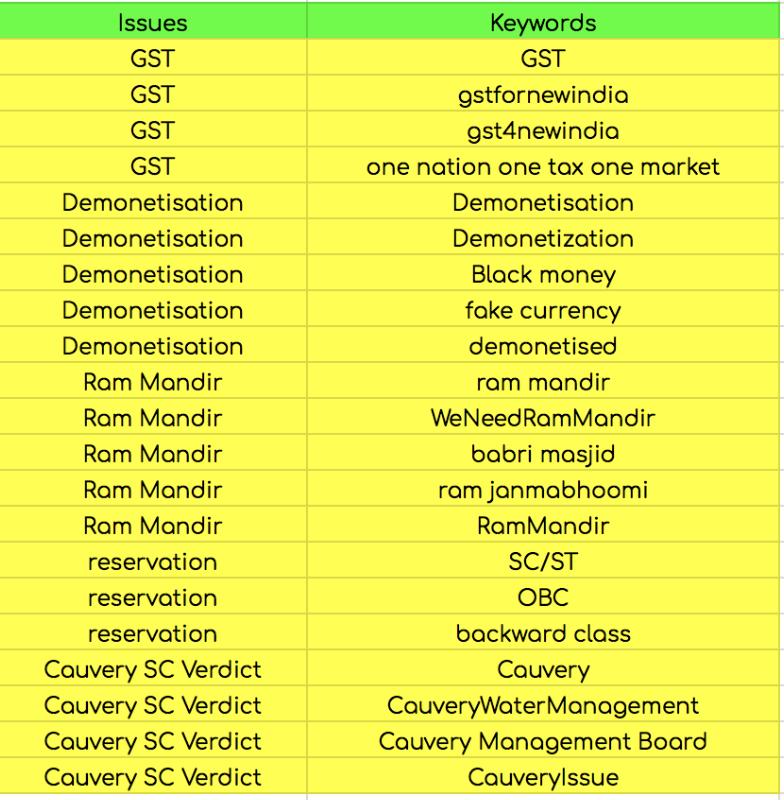 Issues Keywords
GST GST
GST gstfornewindia
GST gst4newindia
GST one nation one tax one market
Demonetisation Demonetisation
Demonetisation Demonetization
Demonetisation Black money
Demonetisation fake currency
Demonetisation demonetised
Ram Mandir ram mandir
Ram Mandir WeNeedRamMandir
Ram Mandir babri masjid
Ram Mandir ram janmabhoomi
Ram Mandir RamMandir
reservation SC/ST
reservation OBC
reservation backward class
Cauvery SC Verdict Cauvery
Cauvery SC Verdict CauveryWaterManagement
Cauvery SC Verdict Cauvery Management Board
Cauvery SC Verdict CauveryIssue